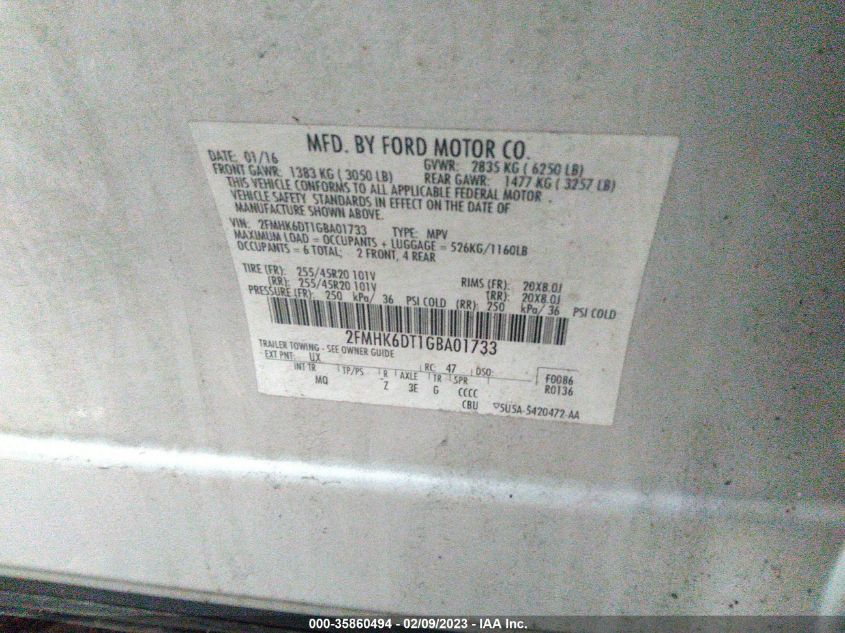 MFD. BY FORD MOTOR CO.
DATE: 01/16 GVWR: 2835 KG ( 6250 LB)
FRONT GAWR: 1383 KG ( 3050 LB) REAR GAWR: 1477 KG ( 3257 LB)
THIS VEHICLE CONFORMS TO ALL APPLICABLE FEDERAL MOTOR
VEHICLE SAFETY STANDARDS IN EFFECT ON THE DATE OF
MANUFACTURE SHOWN ABOVE.
VIN: 2FMHK6DT1GBA01733 TYPE: MPV
MAXIMUM LOAD = OCCUPANTS + LUGGAGE = 526KG/1160LB
OCCUPANTS = 6 TOTAL; 2 FRONT, 4 REAR
TIRE (FR): 255/45R20 101V RIMS (FR): 20X8.0J
(RR): 255/45R20 101V (RR): 20X8.0J
PRESSURE (FR): 250 kPa/ 36 PSI COLD (RR): 250 kPa/ 36 PSI COLD
2FMHK6DT1GBA01733
TRAILER TOWING - SEE OWNER GUIDE
EXT PNT: UX RC: 47 DSO: F0086
INT TR TP/PS R AXLE TR SPR R0136
MQ Z 3E G CCCC
CBU 5U5A-5420472-AA
000-35860494 - 02/09/2023 - IAA Inc.